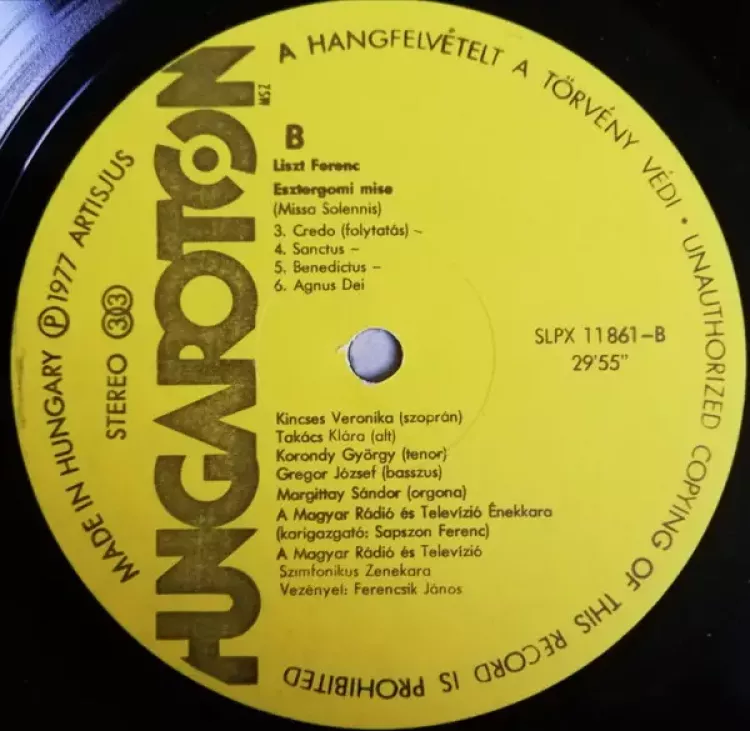 A HANGFELVÉTELT A TÖRVÉNY VÉDI • UNAUTHORIZED COPYING OF THIS RECORD IS PROHIBITED
MADE IN HUNGARY Ⓟ 1977 ARTISJUS
STEREO 33
HUNGAROTON
MSZ
B
Liszt Ferenc
Esztergomi mise
(Missa Solennis)
3. Credo (folytatás) –
4. Sanctus –
5. Benedictus –
6. Agnus Dei
SLPX 11861–B
29'55"
Kincses Veronika (szoprán)
Takács Klára (alt)
Korondy György (tenor)
Gregor József (basszus)
Margittay Sándor (orgona)
A Magyar Rádió és Televízió Énekkara
(karigazgató: Sapszon Ferenc)
A Magyar Rádió és Televízió
Szimfonikus Zenekara
Vezényel: Ferencsik János